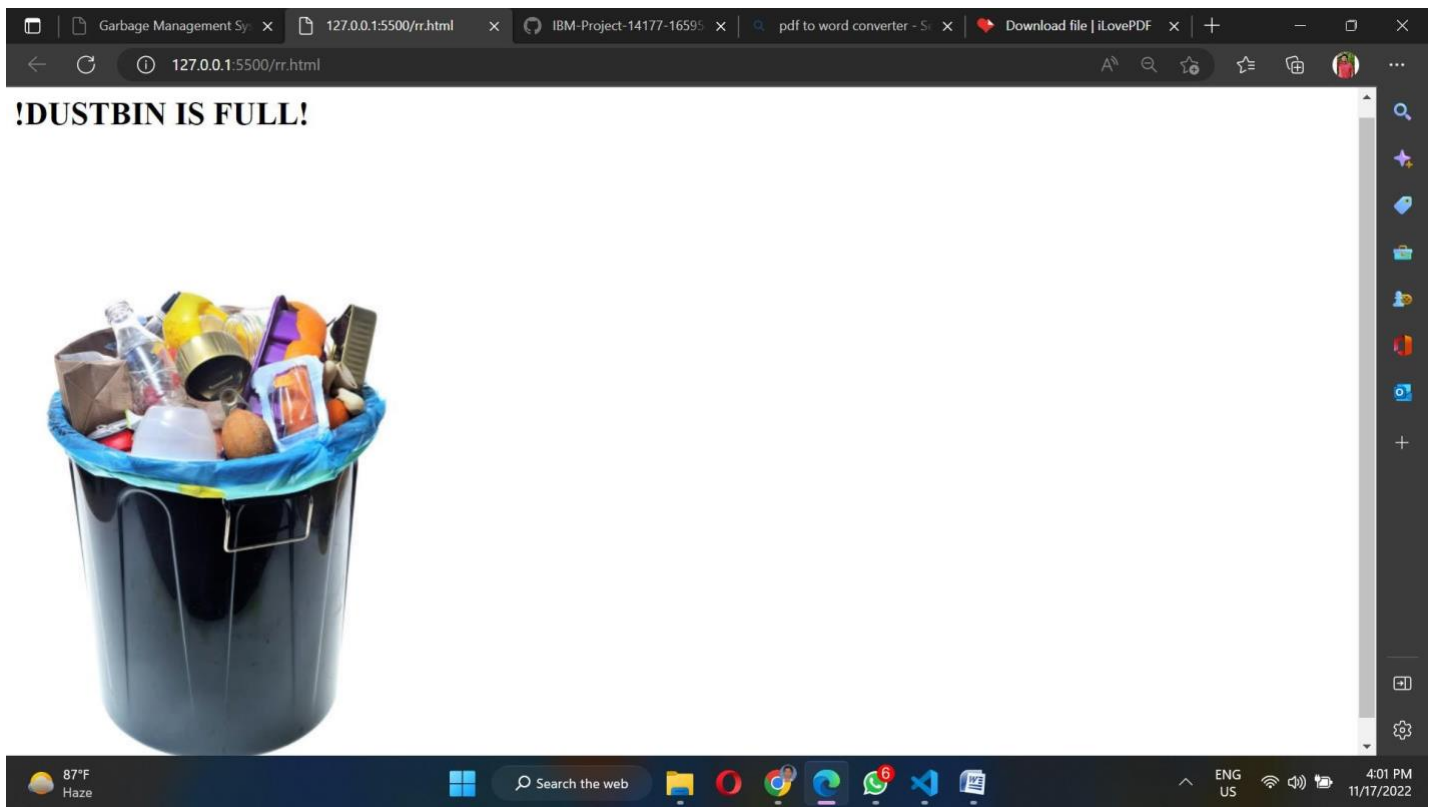 Garbage Management Sy
127.0.0.1:5500/rr.html
IBM-Project-14177-16595
pdf to word converter - Se
Download file | iLovePDF
127.0.0.1:5500/rr.html
!DUSTBIN IS FULL!
87°F
Haze
Search the web
6
ENG
US
4:01 PM
11/17/2022